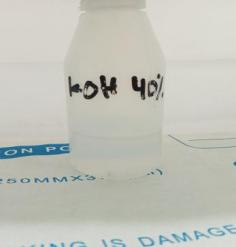 KOH 40%
ON PO
250MMX3
ING IS DAMAGE